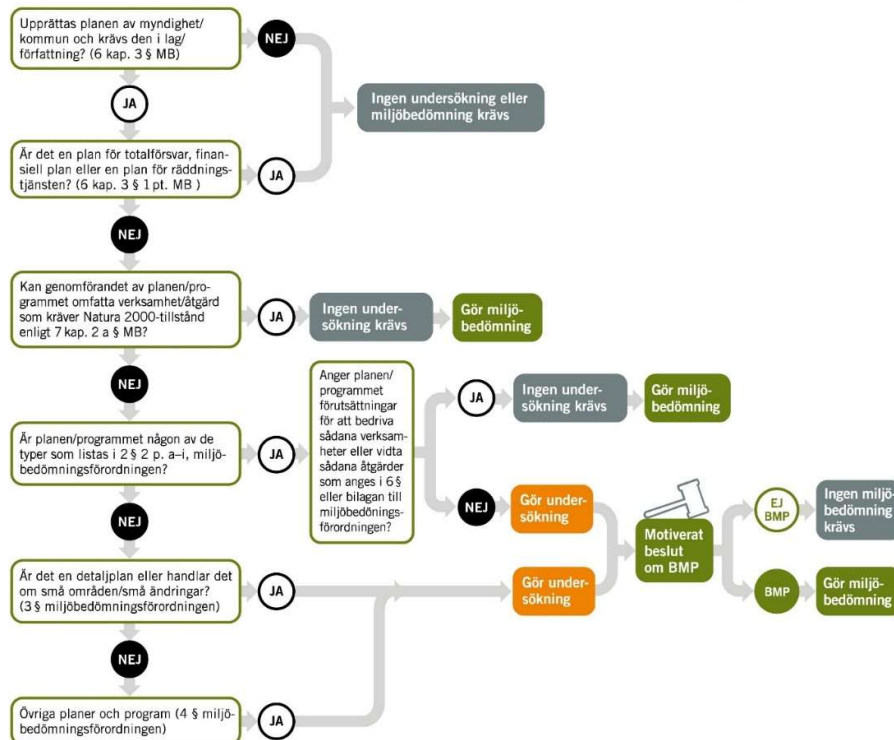 Upprättas planen av myndighet/
kommun och krävs den i lag/
författning? (6 kap. 3 § MB)
NEJ
JA
Ingen undersökning eller
miljöbedömning krävs
Är det en plan för totalförsvar, finan-
siell plan eller en plan för räddnings-
tjänsten? (6 kap. 3 § 1 pt. MB )
JA
NEJ
Kan genomförandet av planen/pro-
grammet omfatta verksamhet/åtgärd
som kräver Natura 2000-tillstånd
enligt 7 kap. 2 a § MB?
JA
Ingen under-
sökning krävs
Gör miljö-
bedömning
NEJ
Är planen/programmet någon av de
typer som listas i 2 § 2 p. a–i, miljö-
bedömningsförordningen?
JA
Anger planen/
programmet
förutsättningar
för att bedriva
sådana verksam-
heter eller vidta
sådana åtgärder
som anges i 6 §
eller bilagan till
miljöbedönings-
förordningen?
JA
Ingen under-
sökning krävs
Gör miljö-
bedömning
NEJ
Gör under-
sökning
Motiverat
beslut
om BMP
EJ
BMP
Ingen miljö-
bedömning
krävs
BMP
Gör miljö-
bedömning
NEJ
Är det en detaljplan eller handlar det
om små områden/små ändringar?
(3 § miljöbedömningsförordningen)
JA
Gör under-
sökning
NEJ
Övriga planer och program (4 § miljö-
bedömningsförordningen)
JA